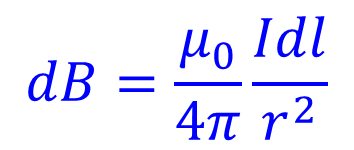 dB = μ₀/4π Idl/r²